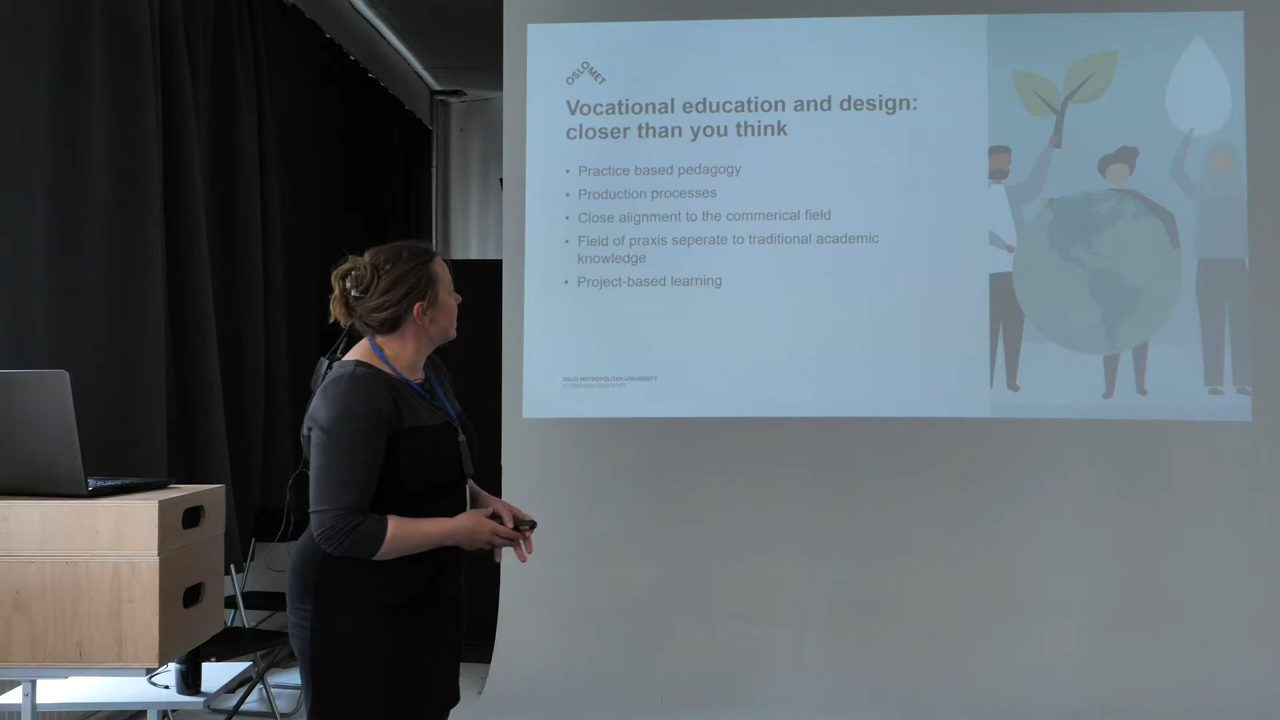 OSLOMET
Vocational education and design:
closer than you think
• Practice based pedagogy
• Production processes
• Close alignment to the commerical field
• Field of praxis seperate to traditional academic
knowledge
• Project-based learning
OSLO METROPOLITAN UNIVERSITY
STORBYUNIVERSITETET